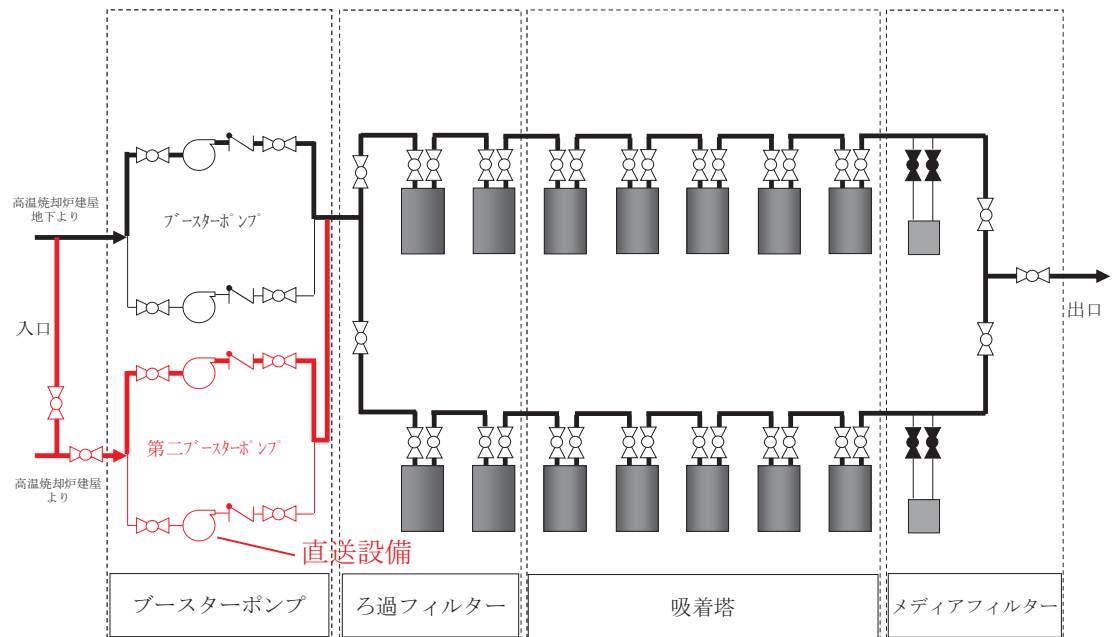 高温焼却炉建屋
地下より
ブースターポンプ
入口
出口
第二ブースターポンプ
高温焼却炉建屋
より
直送設備
ブースターポンプ
ろ過フィルター
吸着塔
メディアフィルター